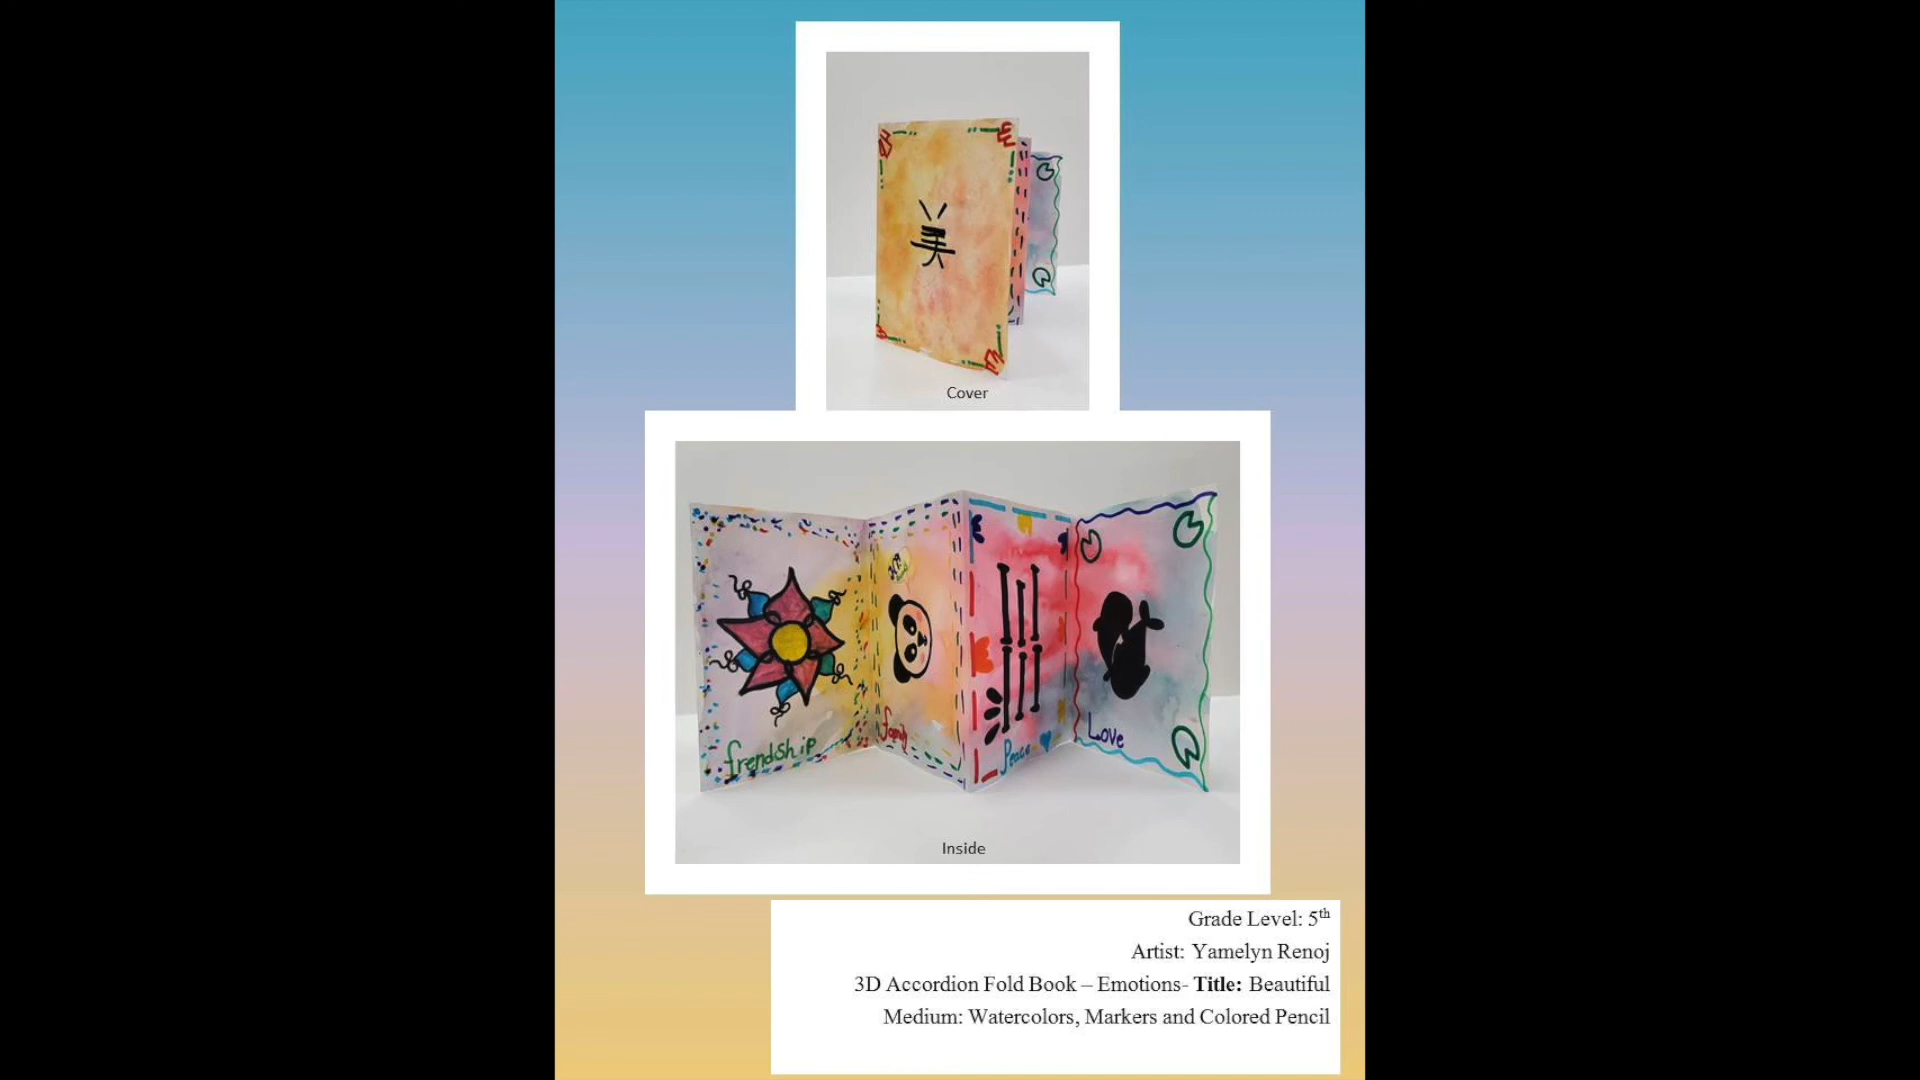 美
Cover
frendship
family
Peace
Love
Inside
Grade Level: 5th
Artist: Yamelyn Renoj
3D Accordion Fold Book – Emotions- Title: Beautiful
Medium: Watercolors, Markers and Colored Pencil